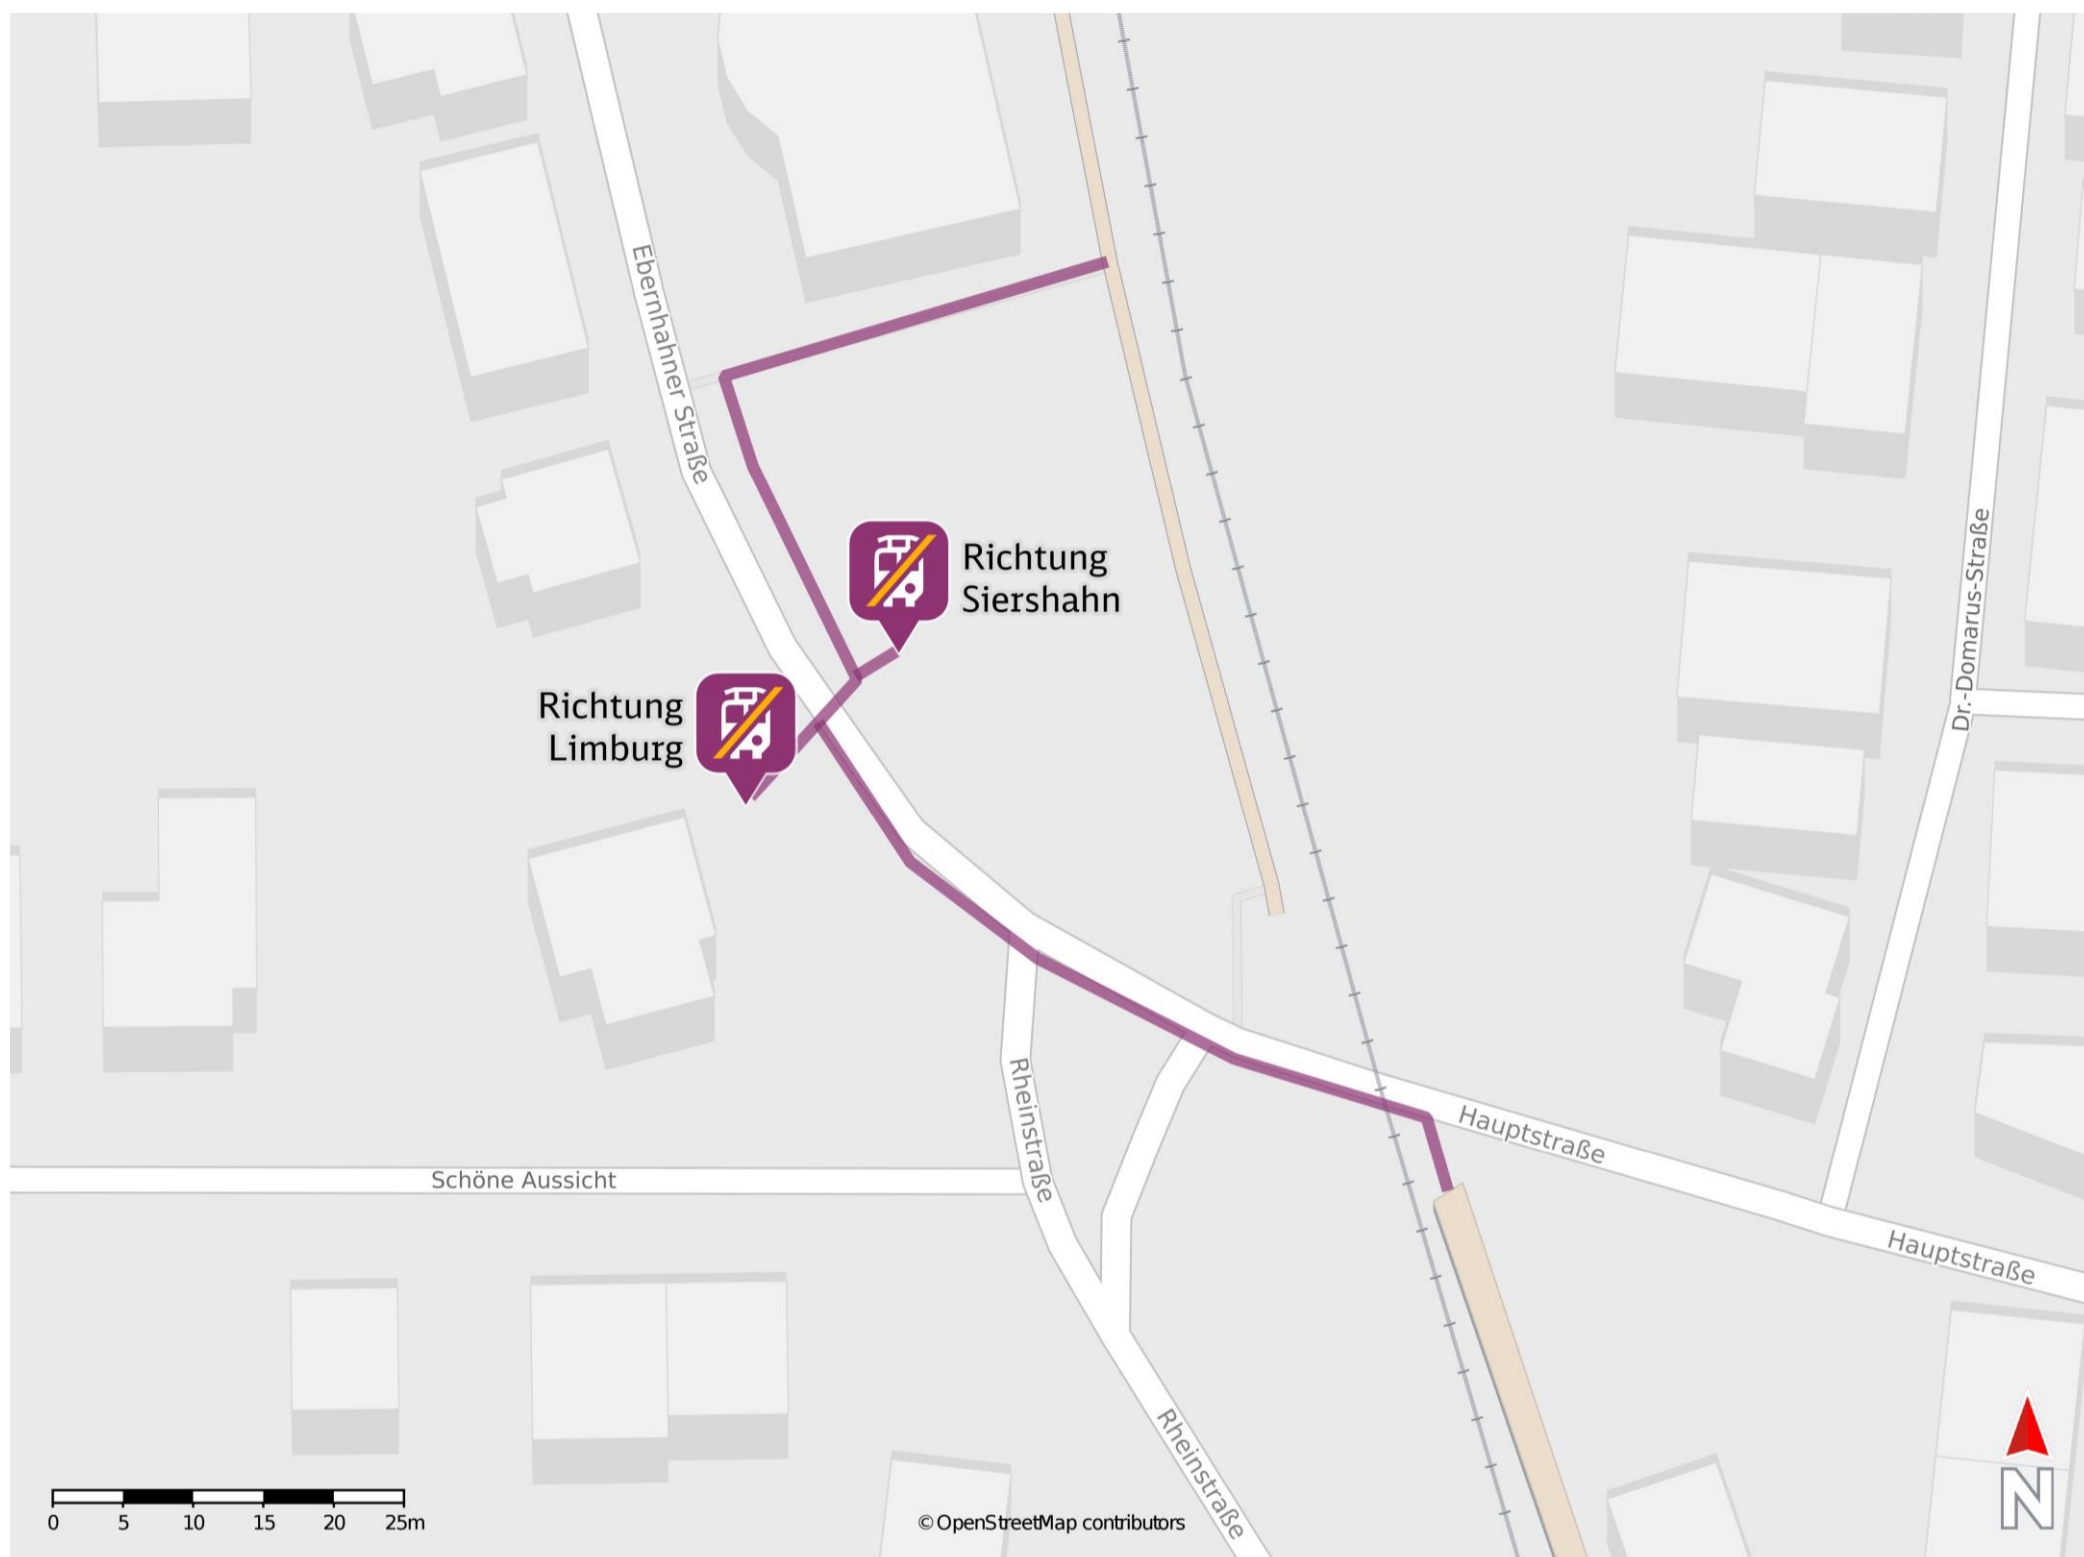 Ebernhahner Straße
Richtung
Siershahn
Richtung
Limburg
Dr.-Domarus-Straße
Rheinstraße
Hauptstraße
Schöne Aussicht
Hauptstraße
Rheinstraße
N
0 5 10 15 20 25m
© OpenStreetMap contributors